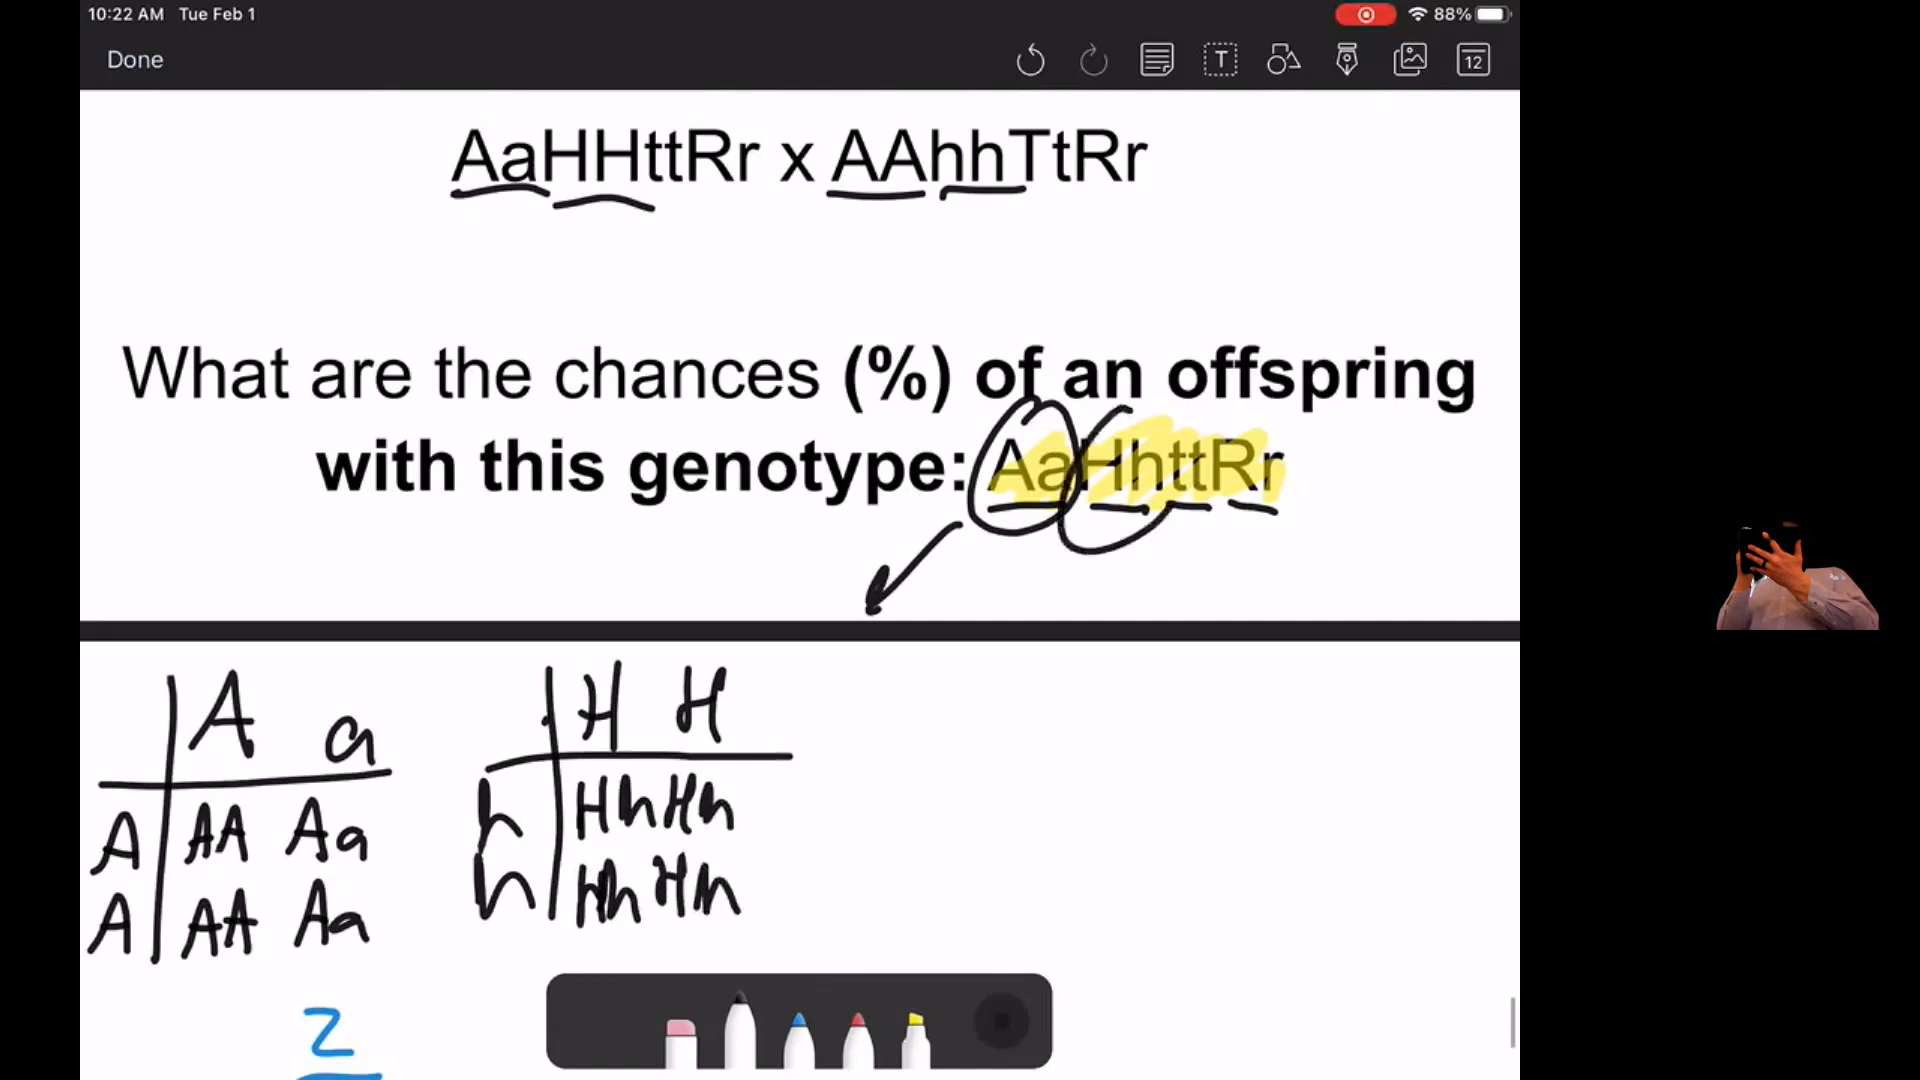 10:22 AM Tue Feb 1 88%
Done T 12
AaHHttRr x AAhhTtRr
What are the chances (%) of an offspring
with this genotype: AaHhttRr
A a H H
A AA Aa h Hh Hh
A AA Aa h Hh Hh
2